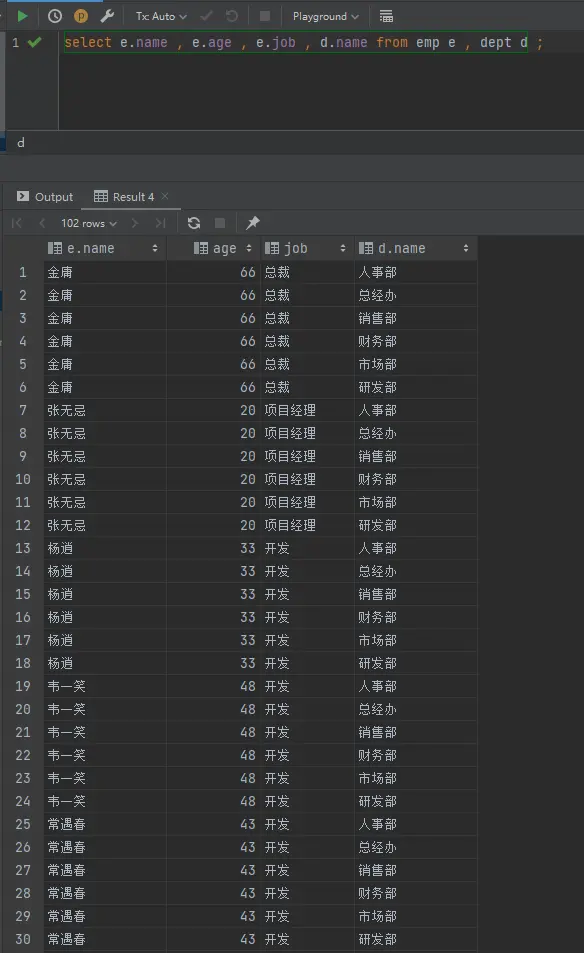 Tx: Auto Playground
1 select e.name , e.age , e.job , d.name from emp e , dept d ;
d
Output Result 4
102 rows
e.name age job d.name
1 金庸 66 总裁 人事部
2 金庸 66 总裁 总经办
3 金庸 66 总裁 销售部
4 金庸 66 总裁 财务部
5 金庸 66 总裁 市场部
6 金庸 66 总裁 研发部
7 张无忌 20 项目经理 人事部
8 张无忌 20 项目经理 总经办
9 张无忌 20 项目经理 销售部
10 张无忌 20 项目经理 财务部
11 张无忌 20 项目经理 市场部
12 张无忌 20 项目经理 研发部
13 杨逍 33 开发 人事部
14 杨逍 33 开发 总经办
15 杨逍 33 开发 销售部
16 杨逍 33 开发 财务部
17 杨逍 33 开发 市场部
18 杨逍 33 开发 研发部
19 韦一笑 48 开发 人事部
20 韦一笑 48 开发 总经办
21 韦一笑 48 开发 销售部
22 韦一笑 48 开发 财务部
23 韦一笑 48 开发 市场部
24 韦一笑 48 开发 研发部
25 常遇春 43 开发 人事部
26 常遇春 43 开发 总经办
27 常遇春 43 开发 销售部
28 常遇春 43 开发 财务部
29 常遇春 43 开发 市场部
30 常遇春 43 开发 研发部